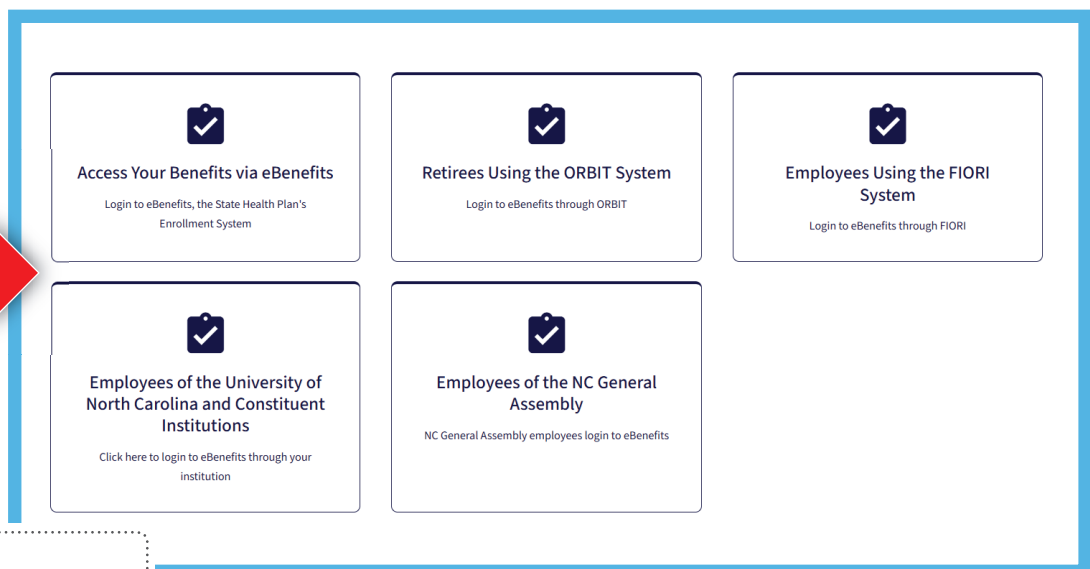 Access Your Benefits via eBenefits
Login to eBenefits, the State Health Plan's
Enrollment System
Retirees Using the ORBIT System
Login to eBenefits through ORBIT
Employees Using the FIORI
System
Login to eBenefits through FIORI
Employees of the University of
North Carolina and Constituent
Institutions
Click here to login to eBenefits through your
institution
Employees of the NC General
Assembly
NC General Assembly employees login to eBenefits